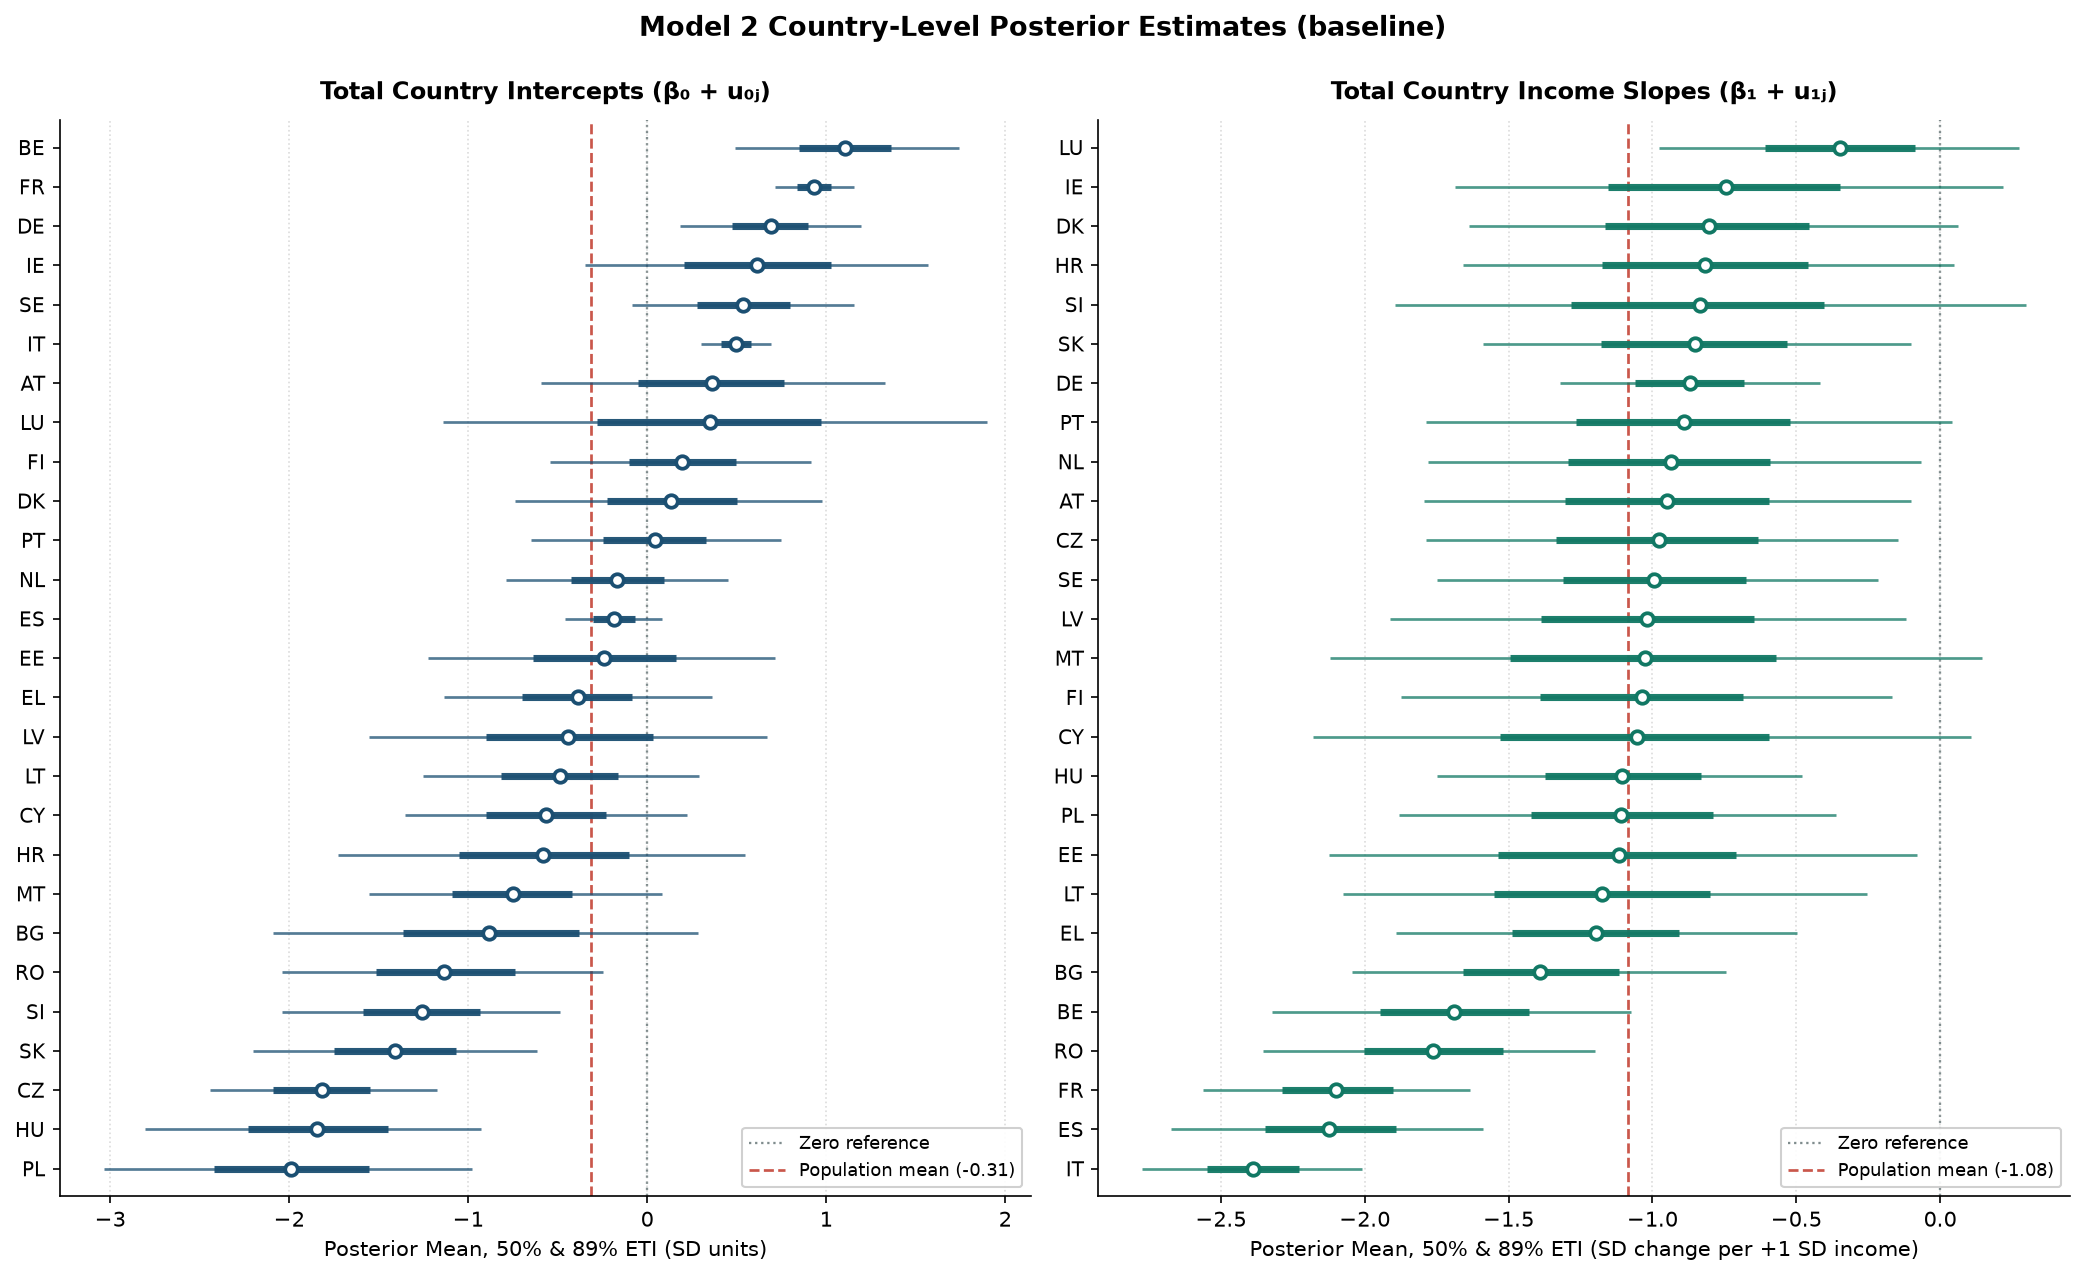 Model 2 Country-Level Posterior Estimates (baseline)
Total Country Intercepts (β₀ + u₀ⱼ)
BE
FR
DE
IE
SE
IT
AT
LU
FI
DK
PT
NL
ES
EE
EL
LV
LT
CY
HR
MT
BG
RO
SI
SK
CZ
HU
PL
Zero reference
Population mean (-0.31)
−3 −2 −1 0 1 2
Posterior Mean, 50% & 89% ETI (SD units)
Total Country Income Slopes (β₁ + u₁ⱼ)
LU
IE
DK
HR
SI
SK
DE
PT
NL
AT
CZ
SE
LV
MT
FI
CY
HU
PL
EE
LT
EL
BG
BE
RO
FR
ES
IT
Zero reference
Population mean (-1.08)
−2.5 −2.0 −1.5 −1.0 −0.5 0.0
Posterior Mean, 50% & 89% ETI (SD change per +1 SD income)